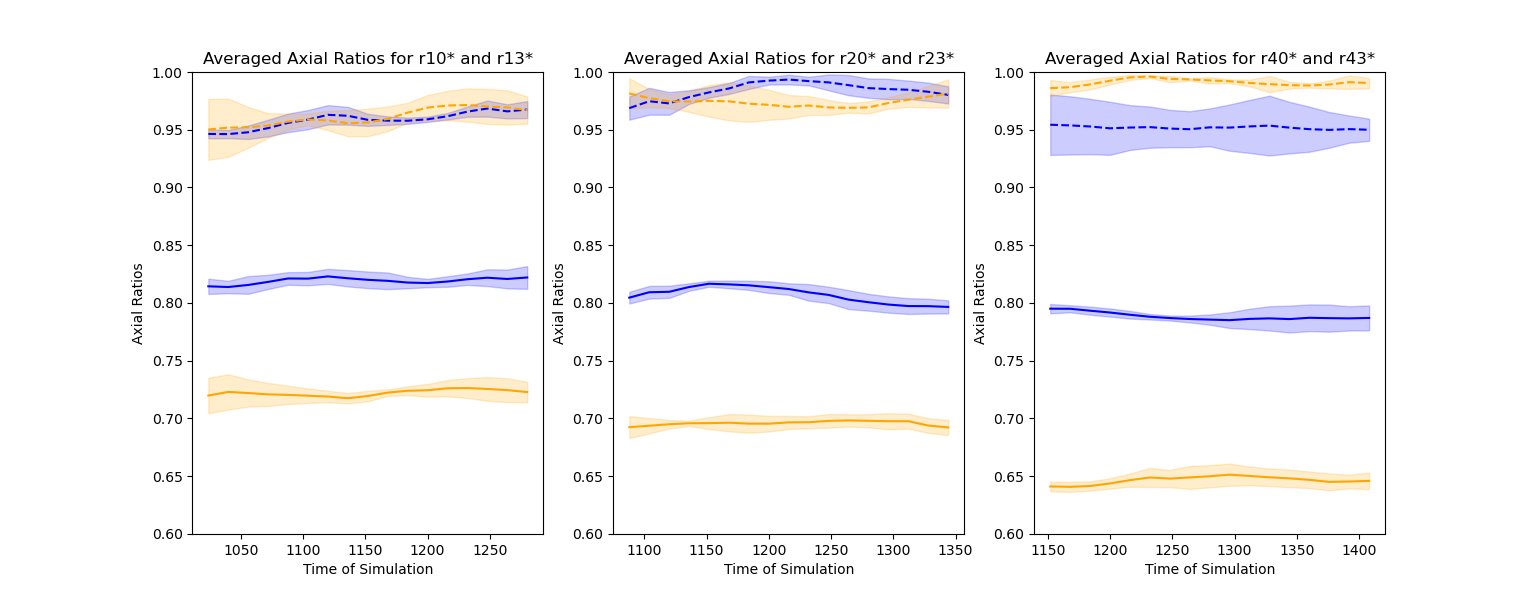 Averaged Axial Ratios for r10* and r13*
Axial Ratios
1.00
0.95
0.90
0.85
0.80
0.75
0.70
0.65
0.60
1050 1100 1150 1200 1250
Time of Simulation
Averaged Axial Ratios for r20* and r23*
Axial Ratios
1.00
0.95
0.90
0.85
0.80
0.75
0.70
0.65
0.60
1100 1150 1200 1250 1300 1350
Time of Simulation
Averaged Axial Ratios for r40* and r43*
Axial Ratios
1.00
0.95
0.90
0.85
0.80
0.75
0.70
0.65
0.60
1150 1200 1250 1300 1350 1400
Time of Simulation